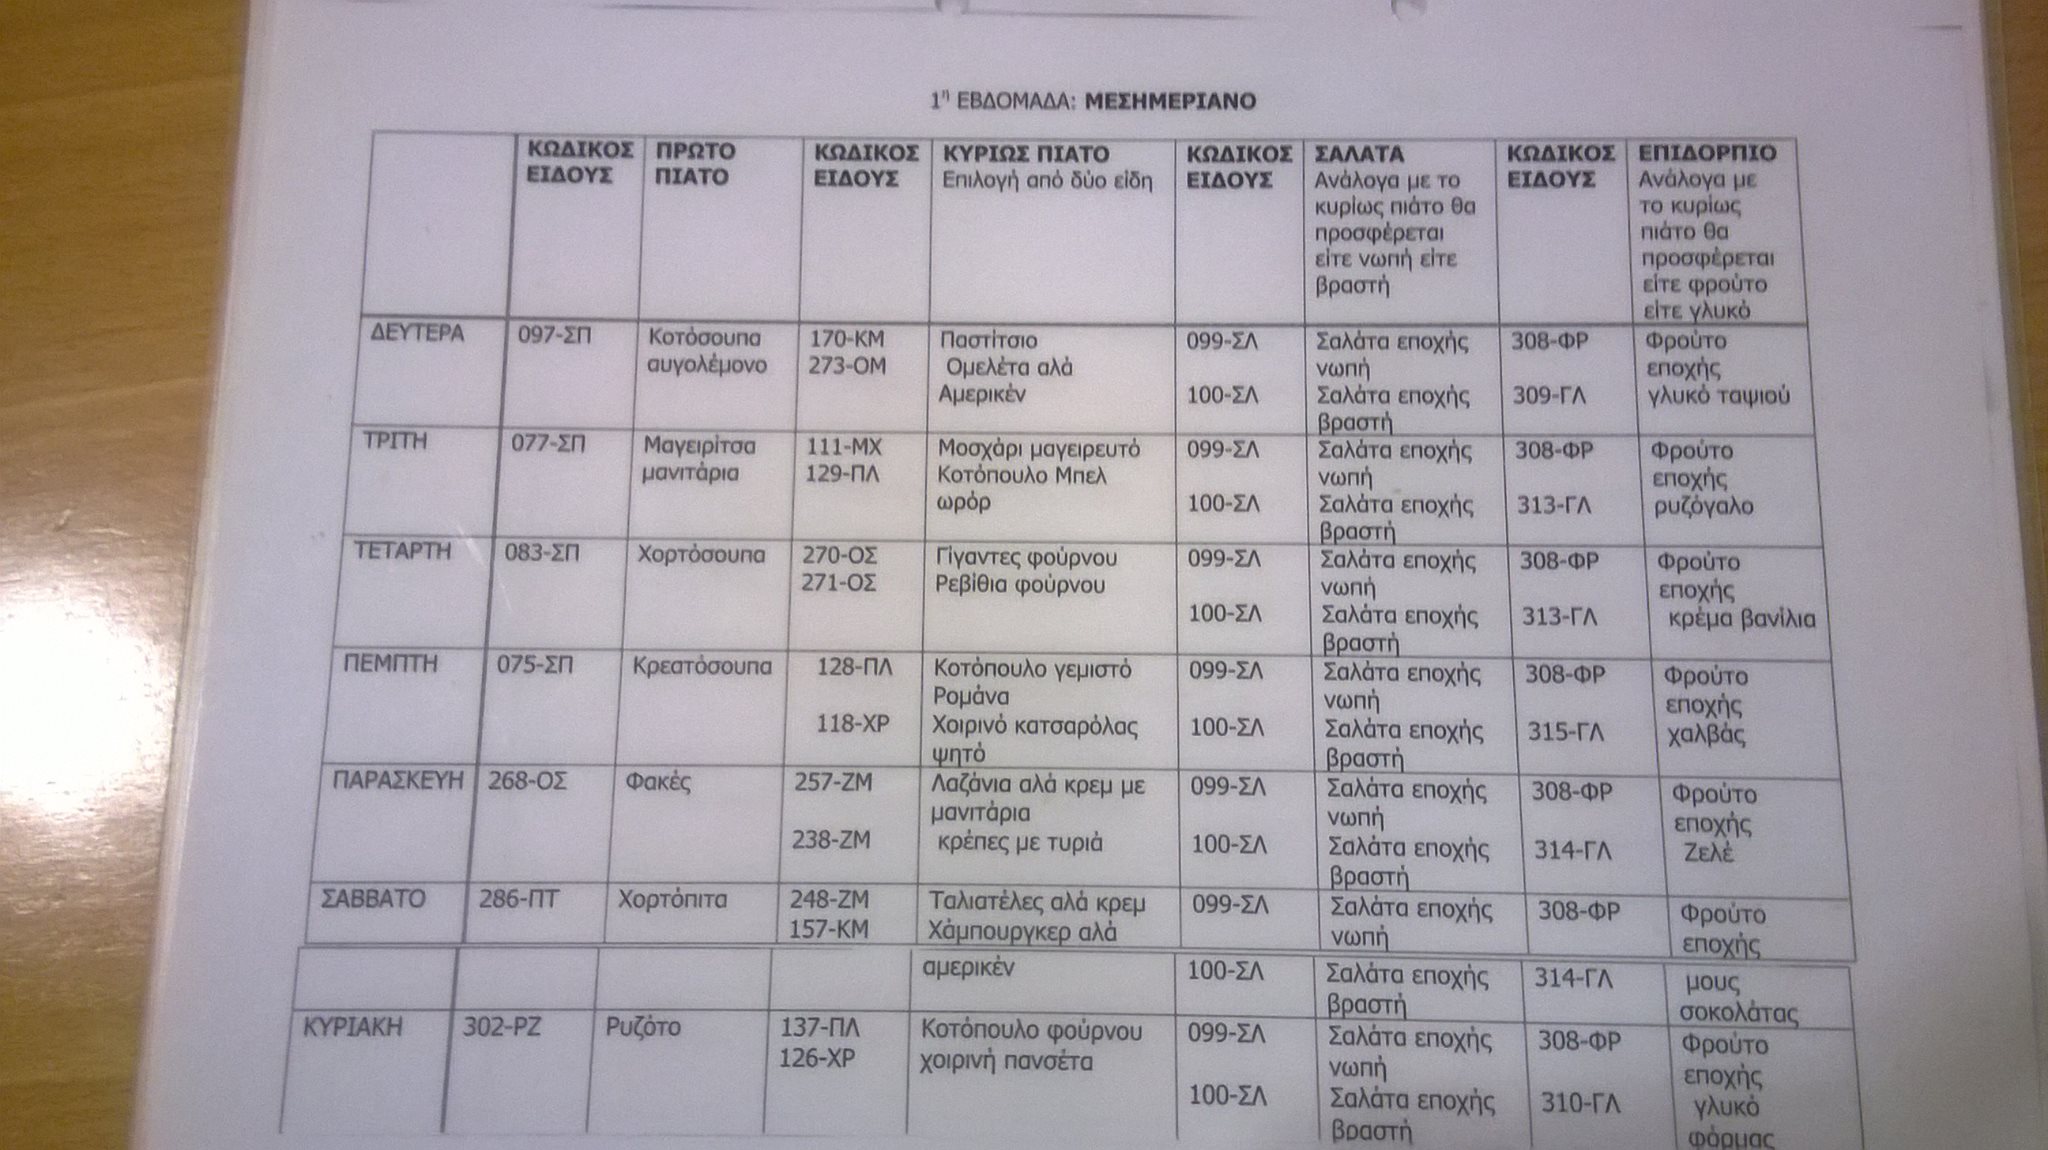 1η ΕΒΔΟΜΑΔΑ: ΜΕΣΗΜΕΡΙΑΝΟ
ΚΩΔΙΚΟΣ ΠΡΩΤΟ ΚΩΔΙΚΟΣ ΚΥΡΙΩΣ ΠΙΑΤΟ ΚΩΔΙΚΟΣ ΣΑΛΑΤΑ ΚΩΔΙΚΟΣ ΕΠΙΔΟΡΠΙΟ
ΕΙΔΟΥΣ ΠΙΑΤΟ ΕΙΔΟΥΣ Επιλογή από δύο είδη ΕΙΔΟΥΣ Ανάλογα με το ΕΙΔΟΥΣ Ανάλογα με
κυρίως πιάτο θα το κυρίως
προσφέρεται πιάτο θα
είτε νωπή είτε προσφέρεται
βραστή είτε φρούτο
είτε γλυκό
ΔΕΥΤΕΡΑ 097-ΣΠ Κοτόσουπα 170-ΚΜ Παστίτσιο 099-ΣΛ Σαλάτα εποχής 308-ΦΡ Φρούτο
αυγολέμονο 273-ΟΜ Ομελέτα αλά νωπή εποχής
Αμερικέν 100-ΣΛ Σαλάτα εποχής 309-ΓΛ γλυκό ταψιού
βραστή
ΤΡΙΤΗ 077-ΣΠ Μαγειρίτσα 111-ΜΧ Μοσχάρι μαγειρευτό 099-ΣΛ Σαλάτα εποχής 308-ΦΡ Φρούτο
μανιτάρια 129-ΠΛ Κοτόπουλο Μπελ νωπή εποχής
ωρόρ 100-ΣΛ Σαλάτα εποχής 313-ΓΛ ρυζόγαλο
βραστή
ΤΕΤΑΡΤΗ 083-ΣΠ Χορτόσουπα 270-ΟΣ Γίγαντες φούρνου 099-ΣΛ Σαλάτα εποχής 308-ΦΡ Φρούτο
271-ΟΣ Ρεβίθια φούρνου νωπή εποχής
100-ΣΛ Σαλάτα εποχής 313-ΓΛ κρέμα βανίλια
βραστή
ΠΕΜΠΤΗ 075-ΣΠ Κρεατόσουπα 128-ΠΛ Κοτόπουλο γεμιστό 099-ΣΛ Σαλάτα εποχής 308-ΦΡ Φρούτο
Ρομάνα νωπή εποχής
118-ΧΡ Χοιρινό κατσαρόλας 100-ΣΛ Σαλάτα εποχής 315-ΓΛ χαλβάς
ψητό βραστή
ΠΑΡΑΣΚΕΥΗ 268-ΟΣ Φακές 257-ΖΜ Λαζάνια αλά κρεμ με 099-ΣΛ Σαλάτα εποχής 308-ΦΡ Φρούτο
μανιτάρια νωπή εποχής
238-ΖΜ κρέπες με τυριά 100-ΣΛ Σαλάτα εποχής 314-ΓΛ Ζελέ
βραστή
ΣΑΒΒΑΤΟ 286-ΠΤ Χορτόπιτα 248-ΖΜ Ταλιατέλες αλά κρεμ 099-ΣΛ Σαλάτα εποχής 308-ΦΡ Φρούτο
157-ΚΜ Χάμπουργκερ αλά νωπή εποχής
αμερικέν 100-ΣΛ Σαλάτα εποχής 314-ΓΛ μους
βραστή σοκολάτας
ΚΥΡΙΑΚΗ 302-ΡΖ Ρυζότο 137-ΠΛ Κοτόπουλο φούρνου 099-ΣΛ Σαλάτα εποχής 308-ΦΡ Φρούτο
126-ΧΡ χοιρινή πανσέτα νωπή εποχής
100-ΣΛ Σαλάτα εποχής 310-ΓΛ γλυκό
βραστή φόρμας